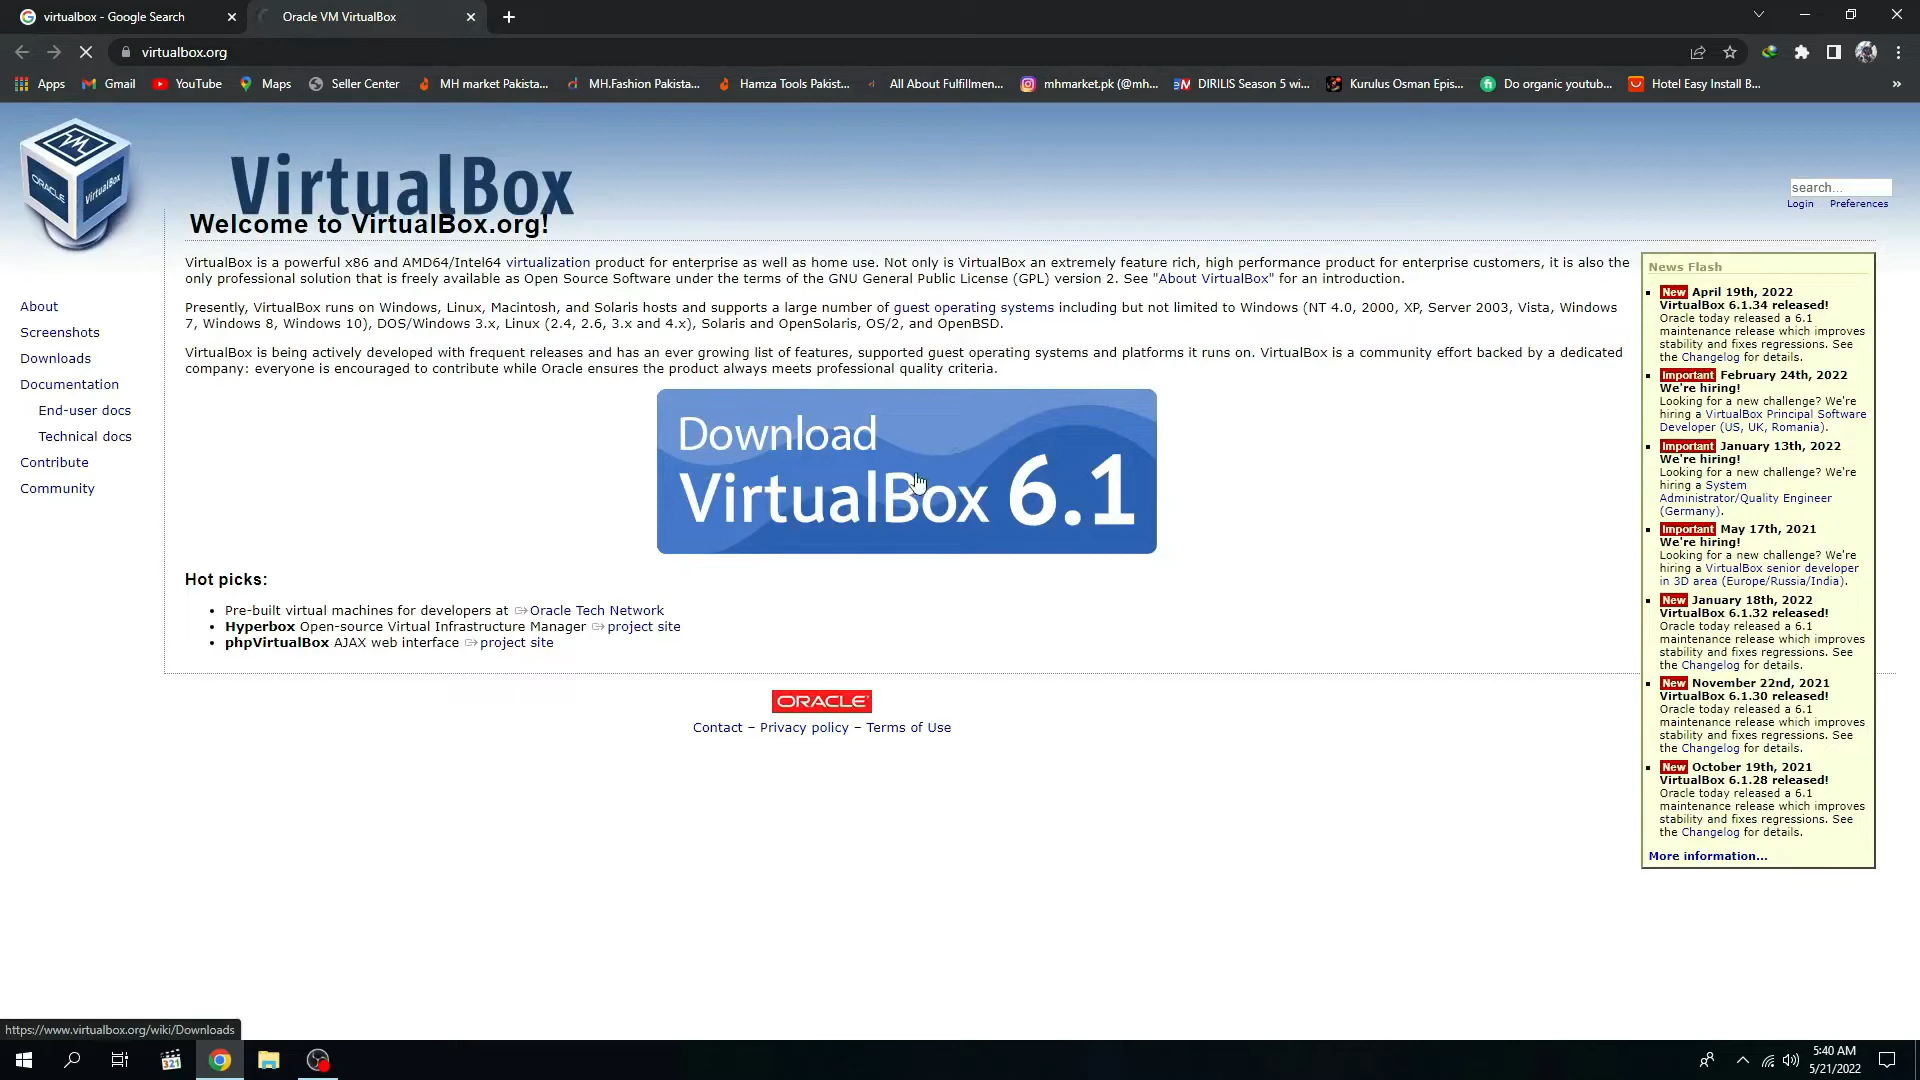 virtualbox - Google Search
Oracle VM VirtualBox
virtualbox.org
Apps
Gmail
YouTube
Maps
Seller Center
MH market Pakista...
MH.Fashion Pakista...
Hamza Tools Pakist...
All About Fulfillmen...
mhmarket.pk (@mh...
DIRILIS Season 5 wi...
Kurulus Osman Epis...
Do organic youtub...
Hotel Easy Install B...
ORACLE
VirtualBox
VirtualBox
search...
Login Preferences
About
Screenshots
Downloads
Documentation
End-user docs
Technical docs
Contribute
Community
Welcome to VirtualBox.org!
VirtualBox is a powerful x86 and AMD64/Intel64 virtualization product for enterprise as well as home use. Not only is VirtualBox an extremely feature rich, high performance product for enterprise customers, it is also the
only professional solution that is freely available as Open Source Software under the terms of the GNU General Public License (GPL) version 2. See "About VirtualBox" for an introduction.
Presently, VirtualBox runs on Windows, Linux, Macintosh, and Solaris hosts and supports a large number of guest operating systems including but not limited to Windows (NT 4.0, 2000, XP, Server 2003, Vista, Windows
7, Windows 8, Windows 10), DOS/Windows 3.x, Linux (2.4, 2.6, 3.x and 4.x), Solaris and OpenSolaris, OS/2, and OpenBSD.
VirtualBox is being actively developed with frequent releases and has an ever growing list of features, supported guest operating systems and platforms it runs on. VirtualBox is a community effort backed by a dedicated
company: everyone is encouraged to contribute while Oracle ensures the product always meets professional quality criteria.
Download
VirtualBox 6.1
Hot picks:
Pre-built virtual machines for developers at Oracle Tech Network
Hyperbox Open-source Virtual Infrastructure Manager project site
phpVirtualBox AJAX web interface project site
ORACLE
Contact – Privacy policy – Terms of Use
News Flash
New April 19th, 2022
VirtualBox 6.1.34 released!
Oracle today released a 6.1
maintenance release which improves
stability and fixes regressions. See
the Changelog for details.
Important February 24th, 2022
We're hiring!
Looking for a new challenge? We're
hiring a VirtualBox Principal Software
Developer (US, UK, Romania).
Important January 13th, 2022
We're hiring!
Looking for a new challenge? We're
hiring a System
Administrator/Quality Engineer
(Germany).
Important May 17th, 2021
We're hiring!
Looking for a new challenge? We're
hiring a VirtualBox senior developer
in 3D area (Europe/Russia/India).
New January 18th, 2022
VirtualBox 6.1.32 released!
Oracle today released a 6.1
maintenance release which improves
stability and fixes regressions. See
the Changelog for details.
New November 22nd, 2021
VirtualBox 6.1.30 released!
Oracle today released a 6.1
maintenance release which improves
stability and fixes regressions. See
the Changelog for details.
New October 19th, 2021
VirtualBox 6.1.28 released!
Oracle today released a 6.1
maintenance release which improves
stability and fixes regressions. See
the Changelog for details.
More information...
https://www.virtualbox.org/wiki/Downloads
321
5:40 AM
5/21/2022